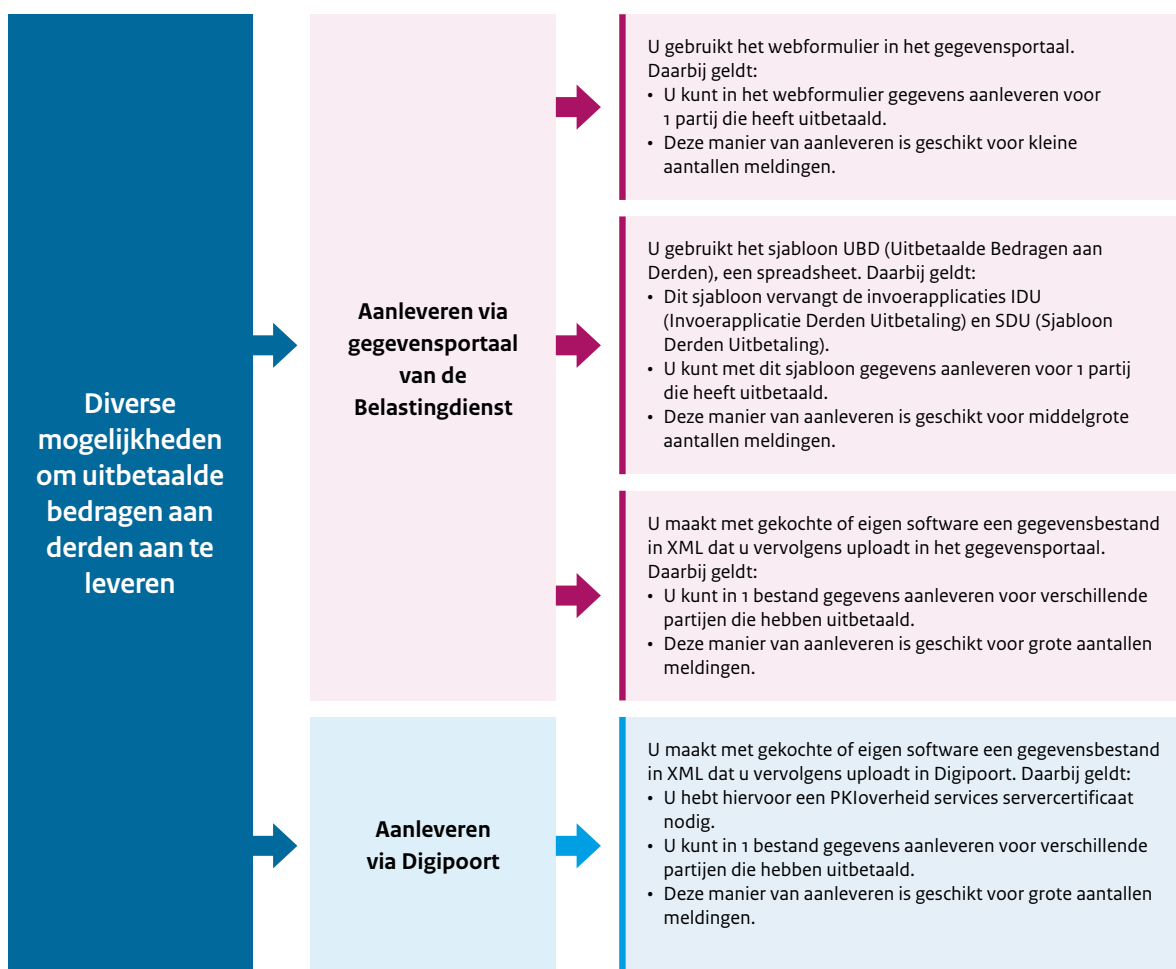 Diverse
mogelijkheden
om uitbetaalde
bedragen aan
derden aan te
leveren
Aanleveren via
gegevensportaal
van de
Belastingdienst
U gebruikt het webformulier in het gegevensportaal.
Daarbij geldt:
• U kunt in het webformulier gegevens aanleveren voor
1 partij die heeft uitbetaald.
• Deze manier van aanleveren is geschikt voor kleine
aantallen meldingen.
U gebruikt het sjabloon UBD (Uitbetaalde Bedragen aan
Derden), een spreadsheet. Daarbij geldt:
• Dit sjabloon vervangt de invoerapplicaties IDU
(Invoerapplicatie Derden Uitbetaling) en SDU (Sjabloon
Derden Uitbetaling).
• U kunt met dit sjabloon gegevens aanleveren voor 1 partij
die heeft uitbetaald.
• Deze manier van aanleveren is geschikt voor middelgrote
aantallen meldingen.
U maakt met gekochte of eigen software een gegevensbestand
in XML dat u vervolgens uploadt in het gegevensportaal.
Daarbij geldt:
• U kunt in 1 bestand gegevens aanleveren voor verschillende
partijen die hebben uitbetaald.
• Deze manier van aanleveren is geschikt voor grote aantallen
meldingen.
Aanleveren
via Digipoort
U maakt met gekochte of eigen software een gegevensbestand
in XML dat u vervolgens uploadt in Digipoort. Daarbij geldt:
• U hebt hiervoor een PKIoverheid services servercertificaat
nodig.
• U kunt in 1 bestand gegevens aanleveren voor verschillende
partijen die hebben uitbetaald.
• Deze manier van aanleveren is geschikt voor grote aantallen
meldingen.